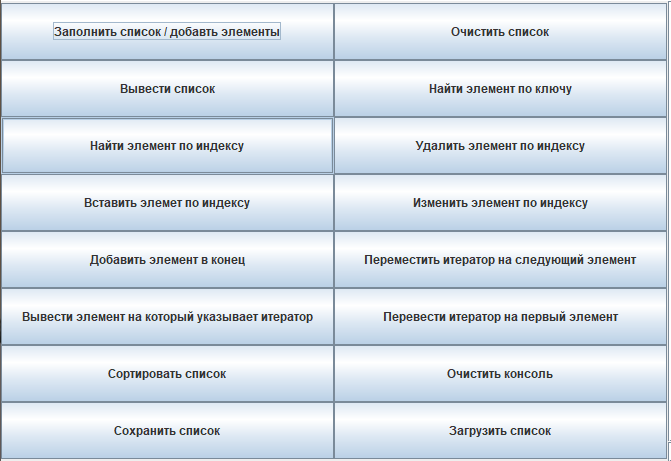 Заполнить список / добавть элементы
Очистить список
Вывести список
Найти элемент по ключу
Найти элемент по индексу
Удалить элемент по индексу
Вставить элемет по индексу
Изменить элемент по индексу
Добавить элемент в конец
Переместить итератор на следующий элемент
Вывести элемент на который указывает итератор
Перевести итератор на первый элемент
Сортировать список
Очистить консоль
Сохранить список
Загрузить список